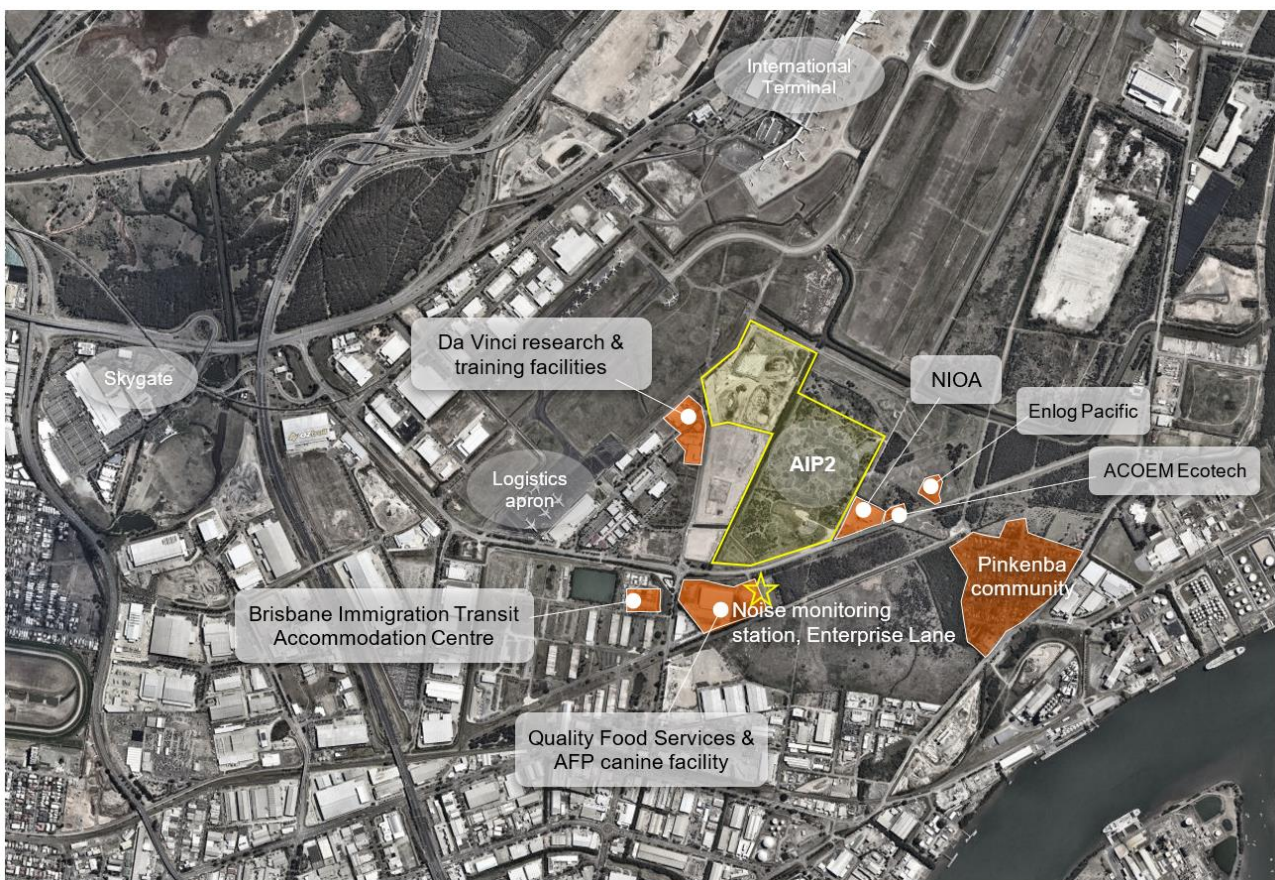 International
Terminal
Da Vinci research &
training facilities
NIOA
Skygate
Enlog Pacific
AIP2
ACOEM Ecotech
Logistics
apron
Pinkenba
community
Brisbane Immigration Transit
Accommodation Centre
Noise monitoring
station, Enterprise Lane
Quality Food Services &
AFP canine facility